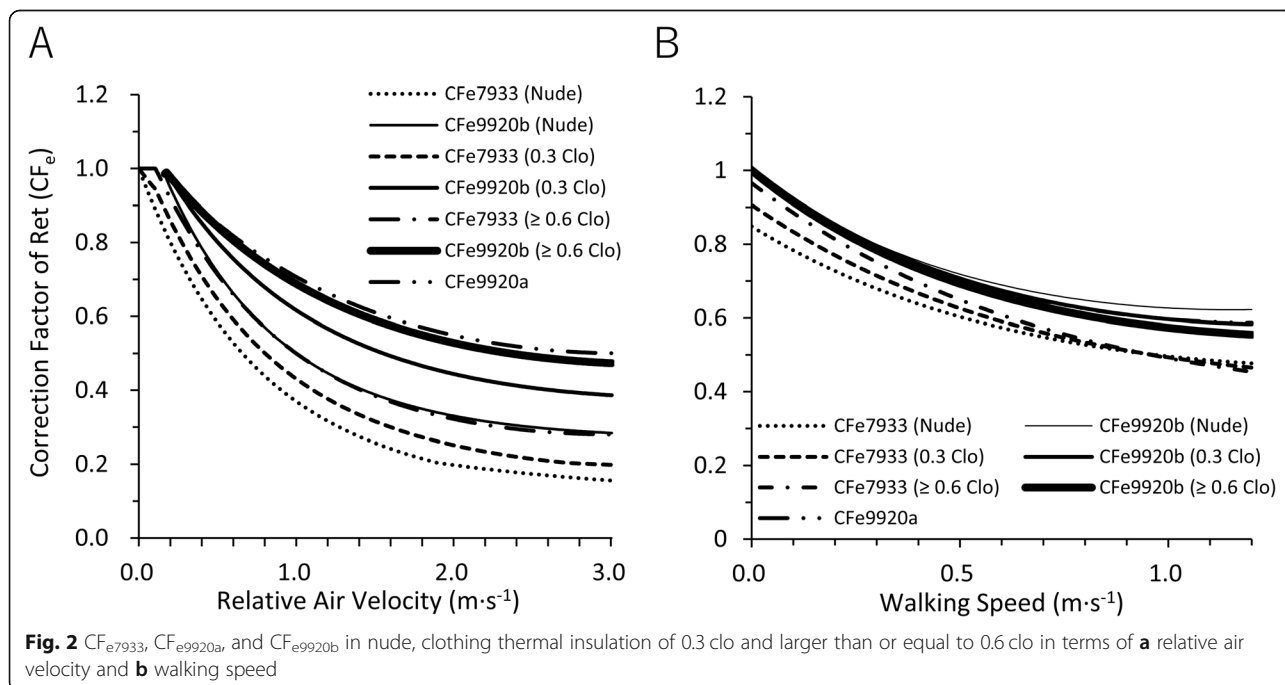 A
B
Correction Factor of Ret (CFₑ)
1.2
1.0
0.8
0.6
0.4
0.2
0.0
CFe7933 (Nude)
CFe9920b (Nude)
CFe7933 (0.3 Clo)
CFe9920b (0.3 Clo)
CFe7933 (≥ 0.6 Clo)
CFe9920b (≥ 0.6 Clo)
CFe9920a
0.0 1.0 2.0 3.0
Relative Air Velocity (m·s⁻¹)
1.2
1
0.8
0.6
0.4
0.2
0
CFe7933 (Nude) CFe9920b (Nude)
CFe7933 (0.3 Clo) CFe9920b (0.3 Clo)
CFe7933 (≥ 0.6 Clo) CFe9920b (≥ 0.6 Clo)
CFe9920a
0.0 0.5 1.0
Walking Speed (m·s⁻¹)
Fig. 2 CFe7933, CFe9920a, and CFe9920b in nude, clothing thermal insulation of 0.3 clo and larger than or equal to 0.6 clo in terms of a relative air
velocity and b walking speed